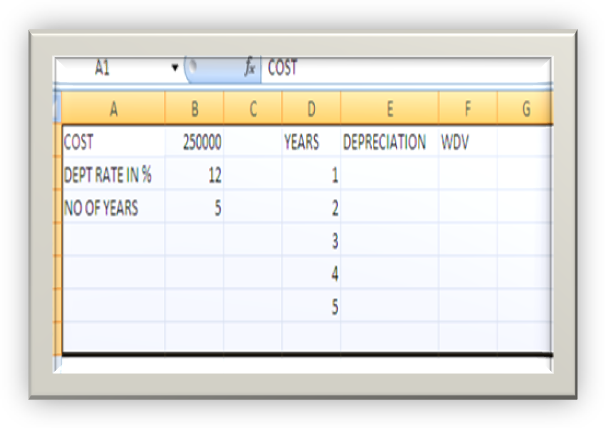 A1 fx COST
A B C D E F G
COST 250000 YEARS DEPRECIATION WDV
DEPT RATE IN % 12 1
NO OF YEARS 5 2
3
4
5